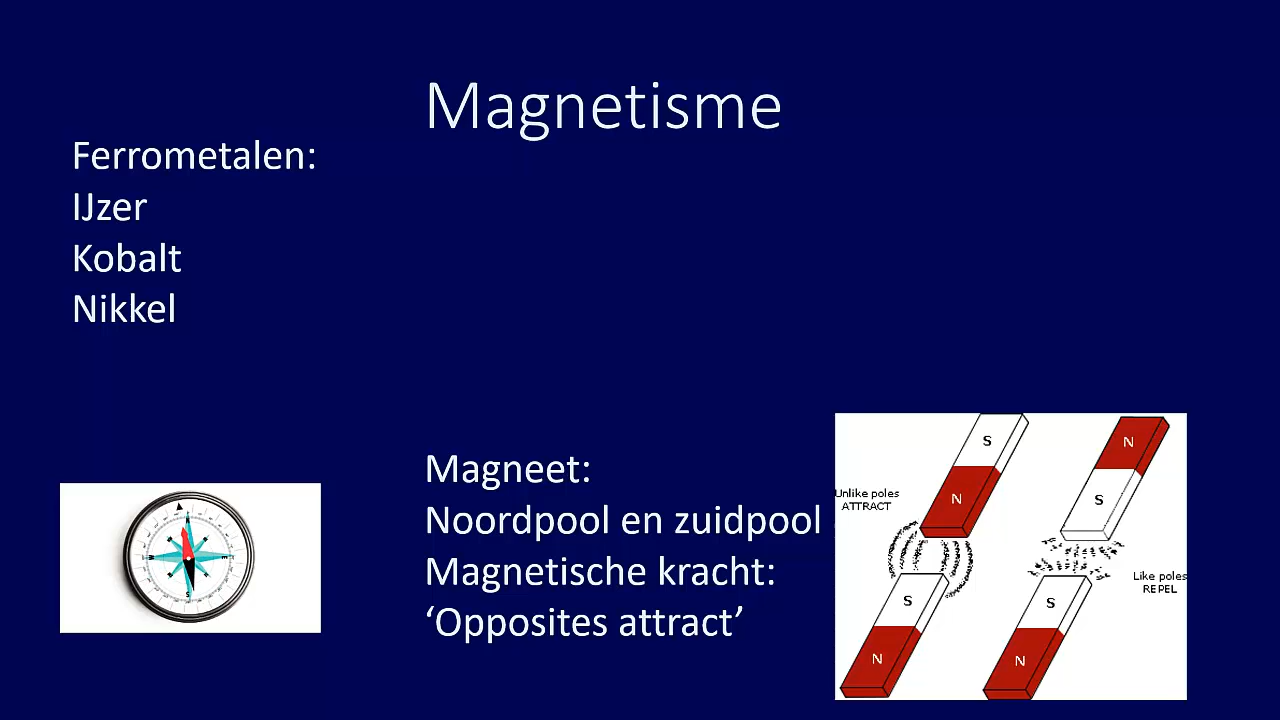 Magnetisme
Ferrometalen:
IJzer
Kobalt
Nikkel
Magneet:
Noordpool en zuidpool
Magnetische kracht:
‘Opposites attract’
S
N
Unlike poles
ATTRACT
S
N
N
S
Like poles
REPEL
S
N